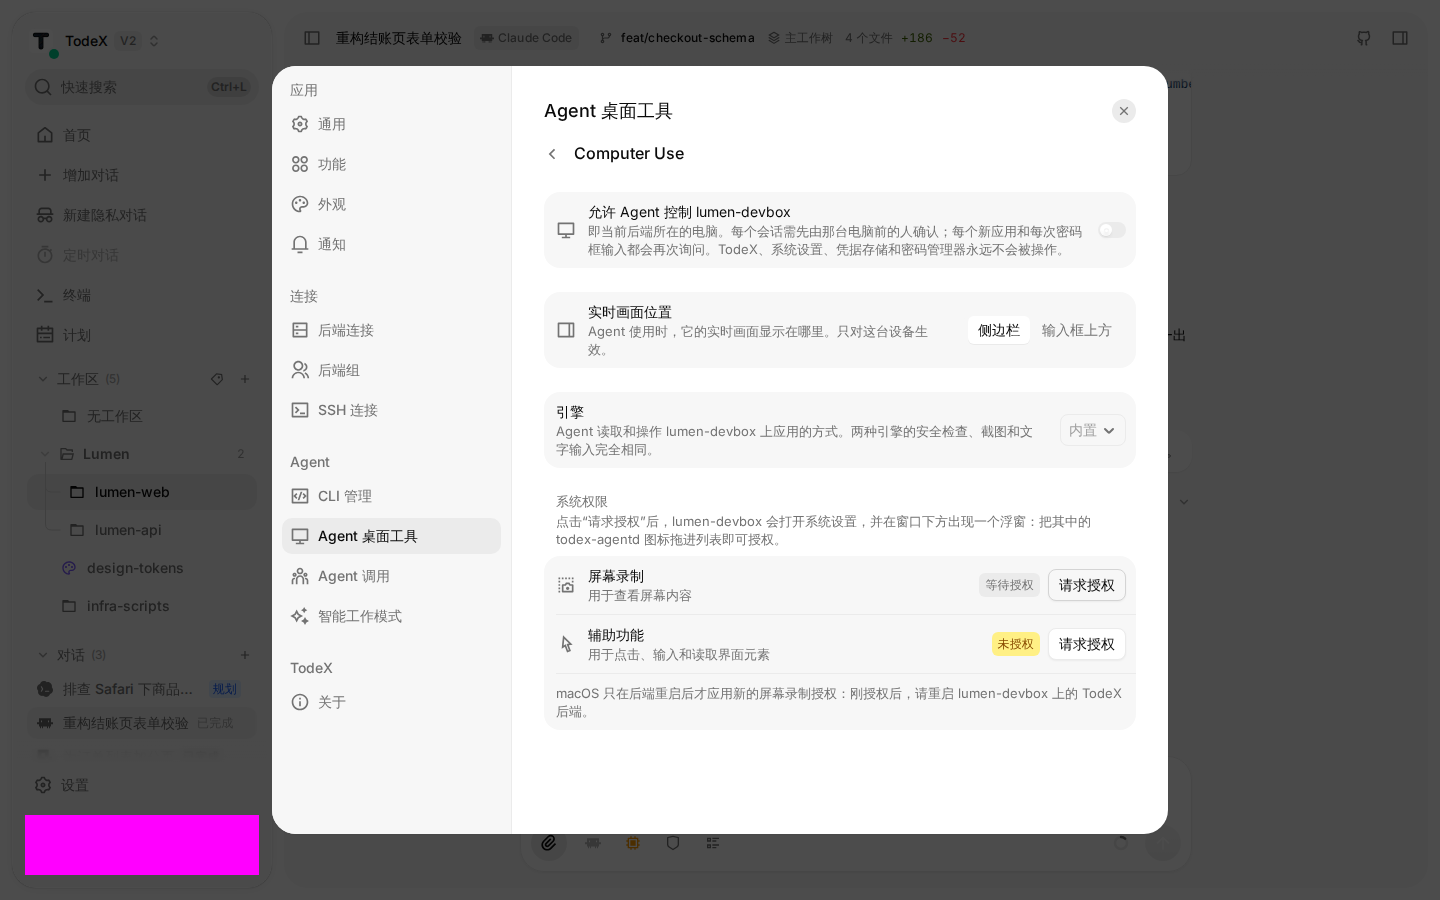 TodeX V2
快速搜索 Ctrl+L
首页
增加对话
新建隐私对话
定时对话
终端
计划
工作区 (5)
无工作区
Lumen 2
lumen-web
lumen-api
design-tokens
infra-scripts
对话 (3)
排查 Safari 下商品... 规划
重构结账页表单校验 已完成
设置
重构结账页表单校验 Claude Code feat/checkout-schema 主工作树 4 个文件 +186 −52
应用
通用
功能
外观
通知
连接
后端连接
后端组
SSH 连接
Agent
CLI 管理
Agent 桌面工具
Agent 调用
智能工作模式
TodeX
关于
Agent 桌面工具
Computer Use
允许 Agent 控制 lumen-devbox
即当前后端所在的电脑。每个会话需先由那台电脑前的人确认；每个新应用和每次密码
框输入都会再次询问。TodeX、系统设置、凭据存储和密码管理器永远不会被操作。
实时画面位置
Agent 使用时，它的实时画面显示在哪里。只对这台设备生
效。
侧边栏 输入框上方
引擎
Agent 读取和操作 lumen-devbox 上应用的方式。两种引擎的安全检查、截图和文
字输入完全相同。
内置
系统权限
点击“请求授权”后，lumen-devbox 会打开系统设置，并在窗口下方出现一个浮窗：把其中的
todex-agentd 图标拖进列表即可授权。
屏幕录制
用于查看屏幕内容
等待授权 请求授权
辅助功能
用于点击、输入和读取界面元素
未授权 请求授权
macOS 只在后端重启后才应用新的屏幕录制授权：刚授权后，请重启 lumen-devbox 上的 TodeX
后端。